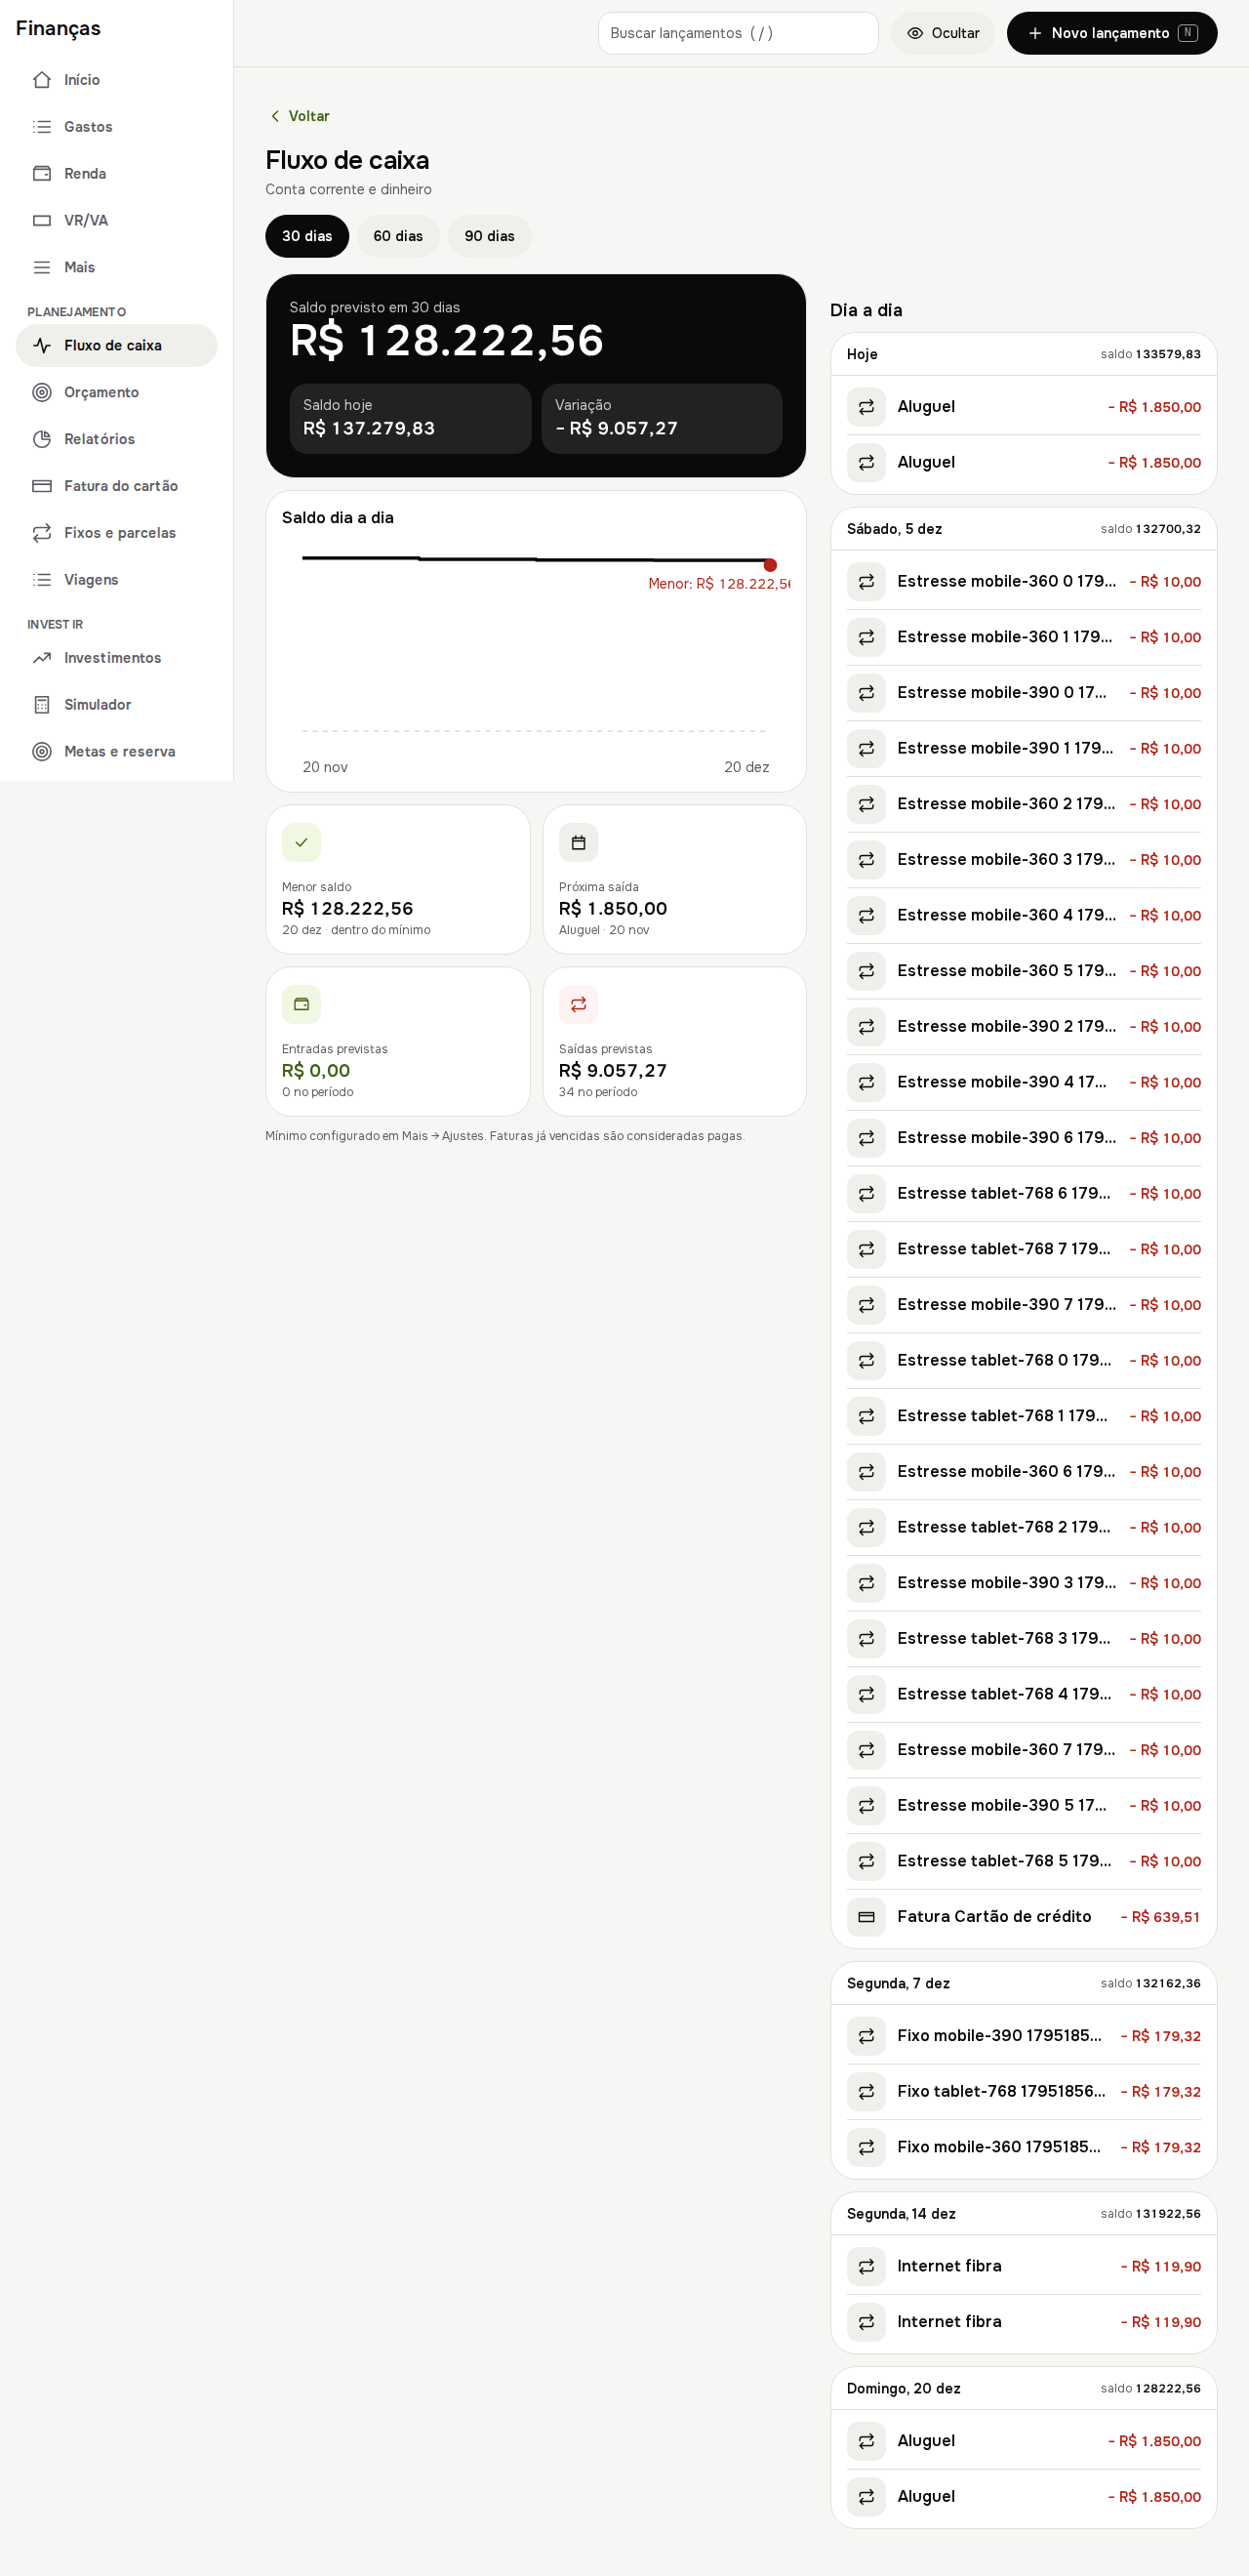 Finanças
Início
Gastos
Renda
VR/VA
Mais
PLANEJAMENTO
Fluxo de caixa
Orçamento
Relatórios
Fatura do cartão
Fixos e parcelas
Viagens
INVESTIR
Investimentos
Simulador
Metas e reserva
Buscar lançamentos ( / )
Ocultar
Novo lançamento N
Voltar
Fluxo de caixa
Conta corrente e dinheiro
30 dias
60 dias
90 dias
Saldo previsto em 30 dias
R$ 128.222,56
Saldo hoje
R$ 137.279,83
Variação
− R$ 9.057,27
Saldo dia a dia
Menor: R$ 128.222,56
20 nov
20 dez
Menor saldo
R$ 128.222,56
20 dez · dentro do mínimo
Próxima saída
R$ 1.850,00
Aluguel · 20 nov
Entradas previstas
R$ 0,00
0 no período
Saídas previstas
R$ 9.057,27
34 no período
Mínimo configurado em Mais → Ajustes. Faturas já vencidas são consideradas pagas.
Dia a dia
Hoje saldo 133579,83
Aluguel − R$ 1.850,00
Aluguel − R$ 1.850,00
Sábado, 5 dez saldo 132700,32
Estresse mobile-360 0 179... − R$ 10,00
Estresse mobile-360 1 179... − R$ 10,00
Estresse mobile-390 0 17... − R$ 10,00
Estresse mobile-390 1 179... − R$ 10,00
Estresse mobile-360 2 179... − R$ 10,00
Estresse mobile-360 3 179... − R$ 10,00
Estresse mobile-360 4 179... − R$ 10,00
Estresse mobile-360 5 179... − R$ 10,00
Estresse mobile-390 2 179... − R$ 10,00
Estresse mobile-390 4 17... − R$ 10,00
Estresse mobile-390 6 179... − R$ 10,00
Estresse tablet-768 6 179... − R$ 10,00
Estresse tablet-768 7 179... − R$ 10,00
Estresse mobile-390 7 179... − R$ 10,00
Estresse tablet-768 0 179... − R$ 10,00
Estresse tablet-768 1 179... − R$ 10,00
Estresse mobile-360 6 179... − R$ 10,00
Estresse tablet-768 2 179... − R$ 10,00
Estresse mobile-390 3 179... − R$ 10,00
Estresse tablet-768 3 179... − R$ 10,00
Estresse tablet-768 4 179... − R$ 10,00
Estresse mobile-360 7 179... − R$ 10,00
Estresse mobile-390 5 17... − R$ 10,00
Estresse tablet-768 5 179... − R$ 10,00
Fatura Cartão de crédito − R$ 639,51
Segunda, 7 dez saldo 132162,36
Fixo mobile-390 1795185... − R$ 179,32
Fixo tablet-768 17951856... − R$ 179,32
Fixo mobile-360 1795185... − R$ 179,32
Segunda, 14 dez saldo 131922,56
Internet fibra − R$ 119,90
Internet fibra − R$ 119,90
Domingo, 20 dez saldo 128222,56
Aluguel − R$ 1.850,00
Aluguel − R$ 1.850,00